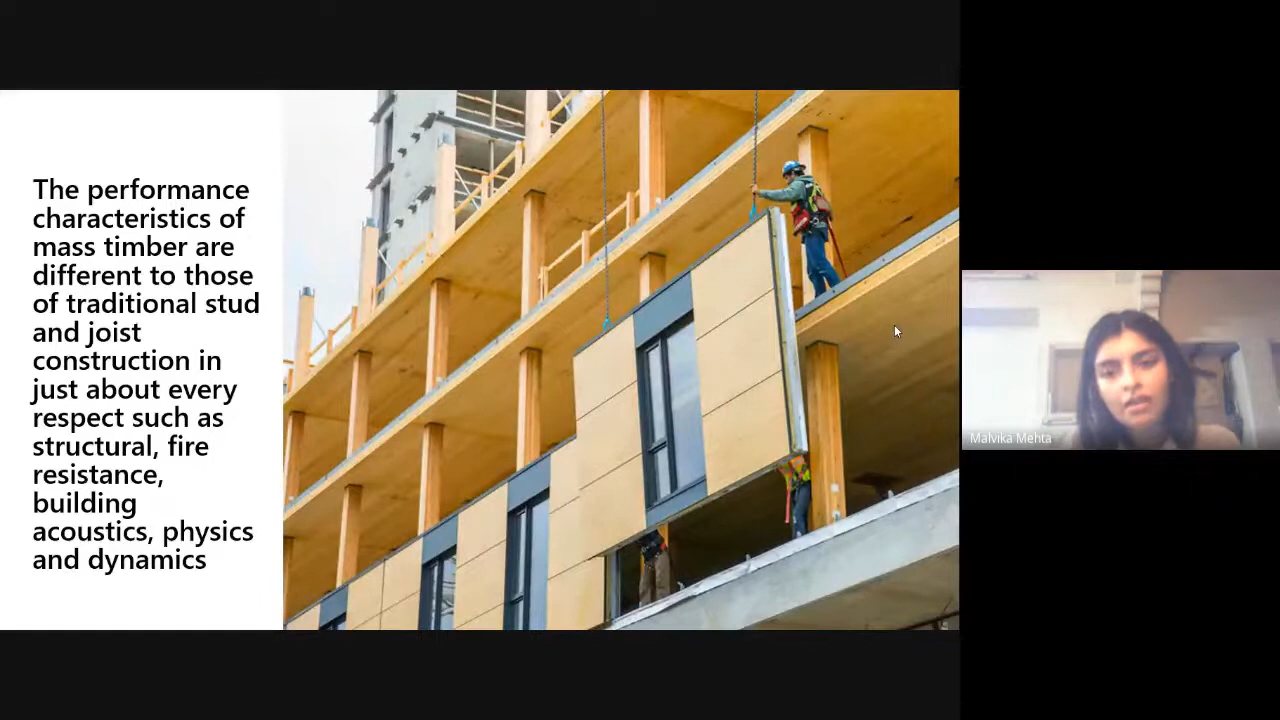 The performance
characteristics of
mass timber are
different to those
of traditional stud
and joist
construction in
just about every
respect such as
structural, fire
resistance,
building
acoustics, physics
and dynamics
Malvika Mehta